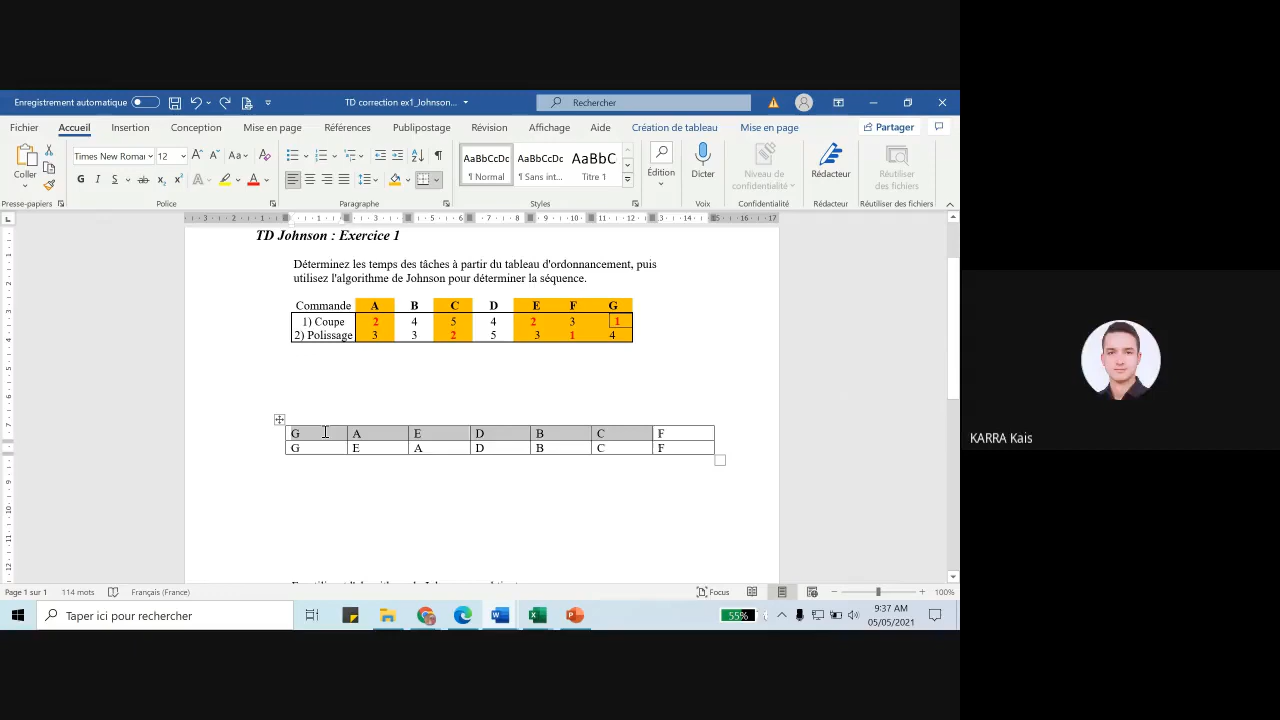 Enregistrement automatique
TD correction ex1_Johnson...
Rechercher
Fichier Accueil Insertion Conception Mise en page Références Publipostage Révision Affichage Aide Création de tableau Mise en page Partager
Coller
Times New Romar 12 A A Aa
G I S ab x₂ x² A A
AaBbCcDc AaBbCcDc AaBbC
¶ Normal ¶ Sans int... Titre 1
Édition
Dicter
Niveau de confidentialité
Rédacteur
Réutiliser des fichiers
Presse-papiers Police Paragraphe Styles Voix Confidentialité Rédacteur Réutiliser des fichiers
TD Johnson : Exercice 1
Déterminez les temps des tâches à partir du tableau d'ordonnancement, puis
utilisez l'algorithme de Johnson pour déterminer la séquence.
Commande A B C D E F G
1) Coupe 2 4 5 4 2 3 1
2) Polissage 3 3 2 5 3 1 4
G A E D B C F
G E A D B C F
KARRA Kais
Page 1 sur 1 114 mots Français (France) Focus 100%
Taper ici pour rechercher
55%
9:37 AM
05/05/2021